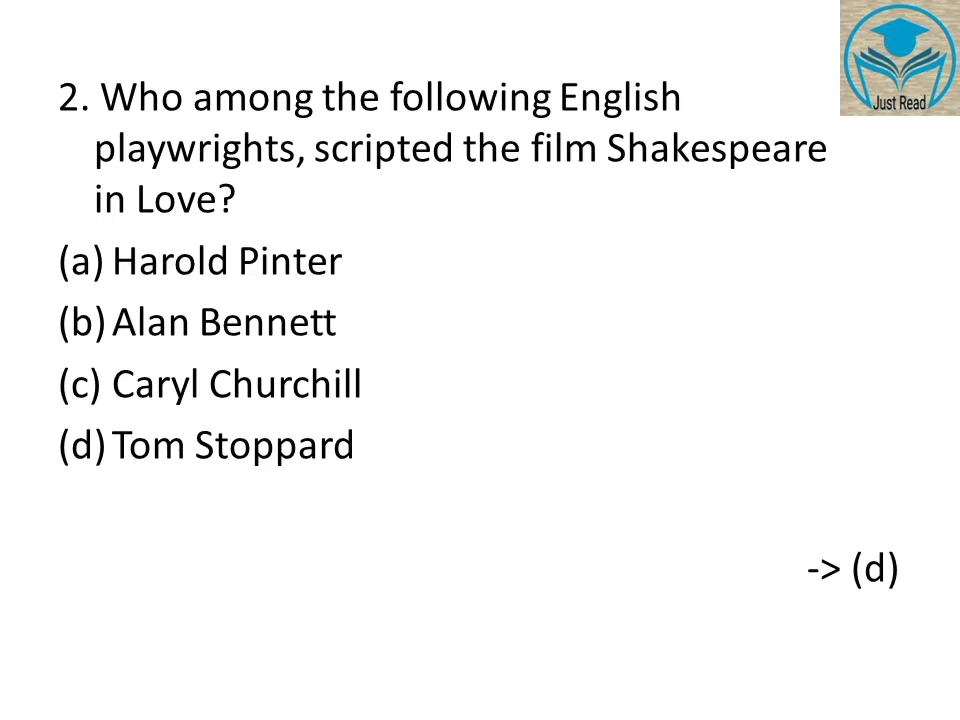 Just Read
2. Who among the following English
playwrights, scripted the film Shakespeare
in Love?
(a) Harold Pinter
(b) Alan Bennett
(c) Caryl Churchill
(d) Tom Stoppard
-> (d)